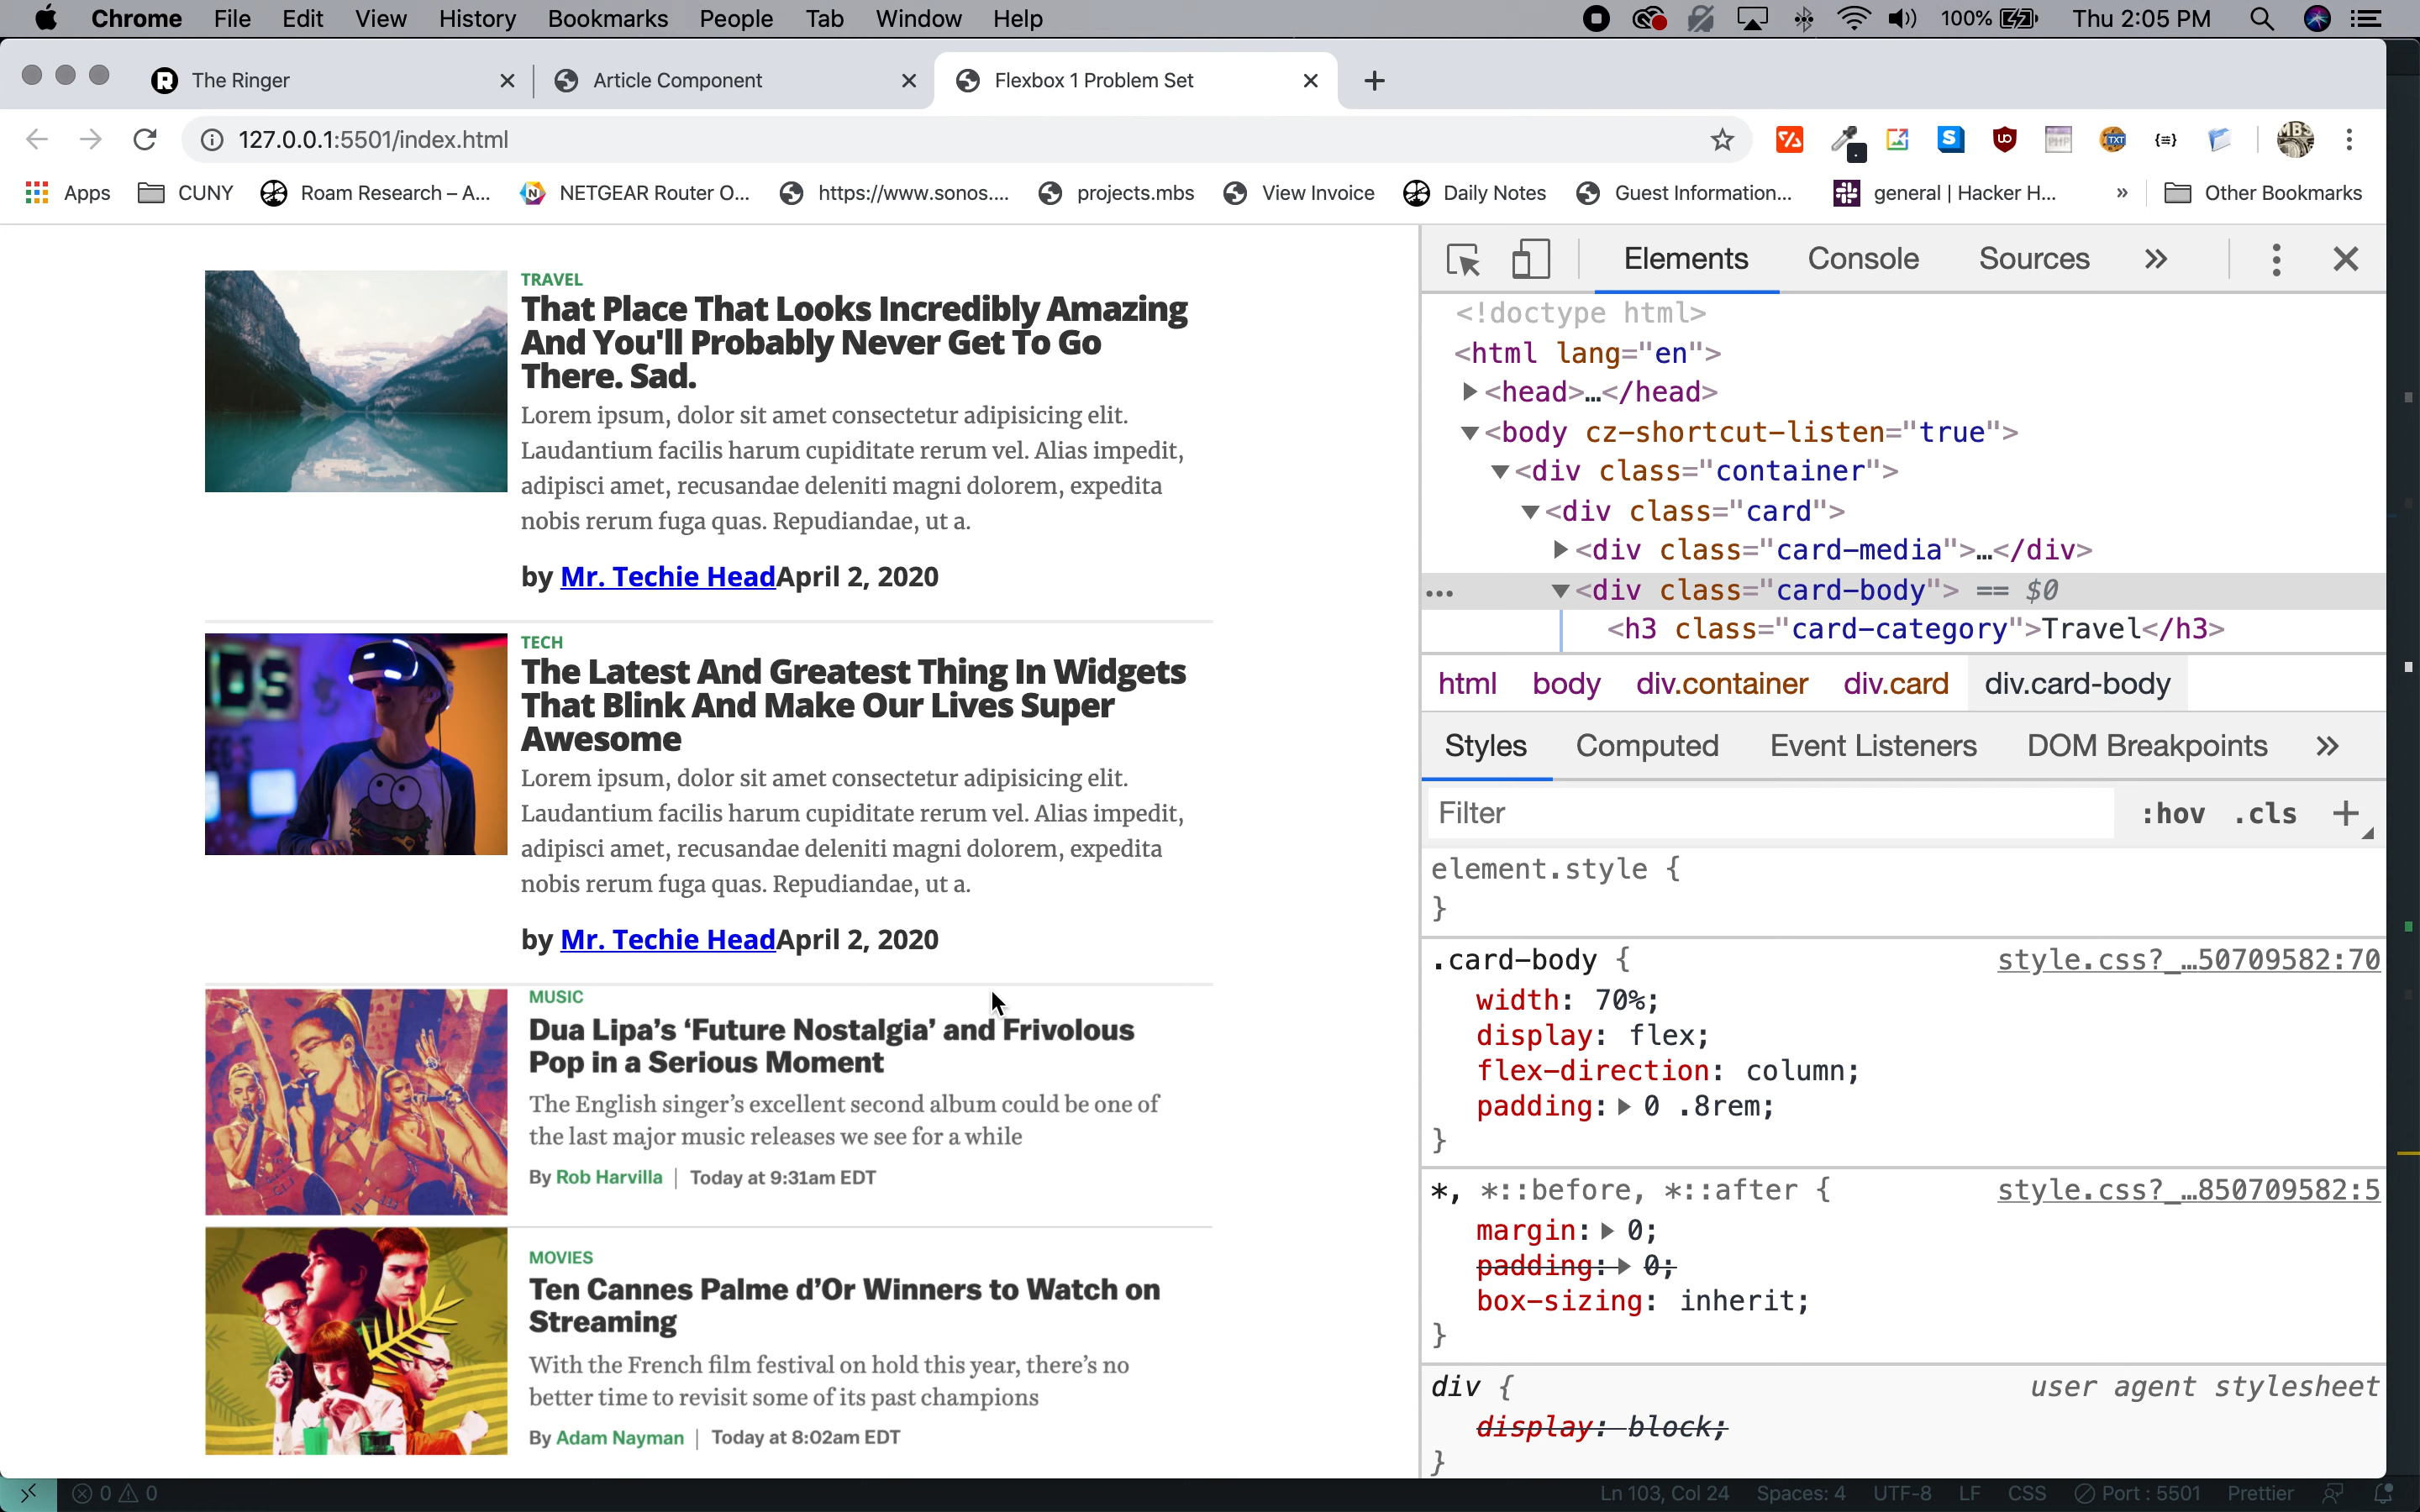 Chrome File Edit View History Bookmarks People Tab Window Help 100% Thu 2:05 PM
The Ringer Article Component Flexbox 1 Problem Set
127.0.0.1:5501/index.html
Apps CUNY Roam Research – A... NETGEAR Router O... https://www.sonos.... projects.mbs View Invoice Daily Notes Guest Information... general | Hacker H... » Other Bookmarks
TRAVEL
That Place That Looks Incredibly Amazing
And You'll Probably Never Get To Go
There. Sad.
Lorem ipsum, dolor sit amet consectetur adipisicing elit.
Laudantium facilis harum cupiditate rerum vel. Alias impedit,
adipisci amet, recusandae deleniti magni dolorem, expedita
nobis rerum fuga quas. Repudiandae, ut a.
by Mr. Techie HeadApril 2, 2020
TECH
The Latest And Greatest Thing In Widgets
That Blink And Make Our Lives Super
Awesome
Lorem ipsum, dolor sit amet consectetur adipisicing elit.
Laudantium facilis harum cupiditate rerum vel. Alias impedit,
adipisci amet, recusandae deleniti magni dolorem, expedita
nobis rerum fuga quas. Repudiandae, ut a.
by Mr. Techie HeadApril 2, 2020
MUSIC
Dua Lipa’s ‘Future Nostalgia’ and Frivolous
Pop in a Serious Moment
The English singer’s excellent second album could be one of
the last major music releases we see for a while
By Rob Harvilla | Today at 9:31am EDT
MOVIES
Ten Cannes Palme d’Or Winners to Watch on
Streaming
With the French film festival on hold this year, there’s no
better time to revisit some of its past champions
By Adam Nayman | Today at 8:02am EDT
Elements Console Sources »
<!doctype html>
<html lang="en">
<head>…</head>
<body cz-shortcut-listen="true">
<div class="container">
<div class="card">
<div class="card-media">…</div>
<div class="card-body"> == $0
<h3 class="card-category">Travel</h3>
html body div.container div.card div.card-body
Styles Computed Event Listeners DOM Breakpoints »
Filter :hov .cls +
element.style {
}
.card-body { style.css?_…50709582:70
width: 70%;
display: flex;
flex-direction: column;
padding: 0 .8rem;
}
*, *::before, *::after { style.css?_…850709582:5
margin: 0;
padding: 0;
box-sizing: inherit;
}
div { user agent stylesheet
display: block;
}
0 0 Ln 103, Col 24 Spaces: 4 UTF-8 LF CSS Port : 5501 Prettier